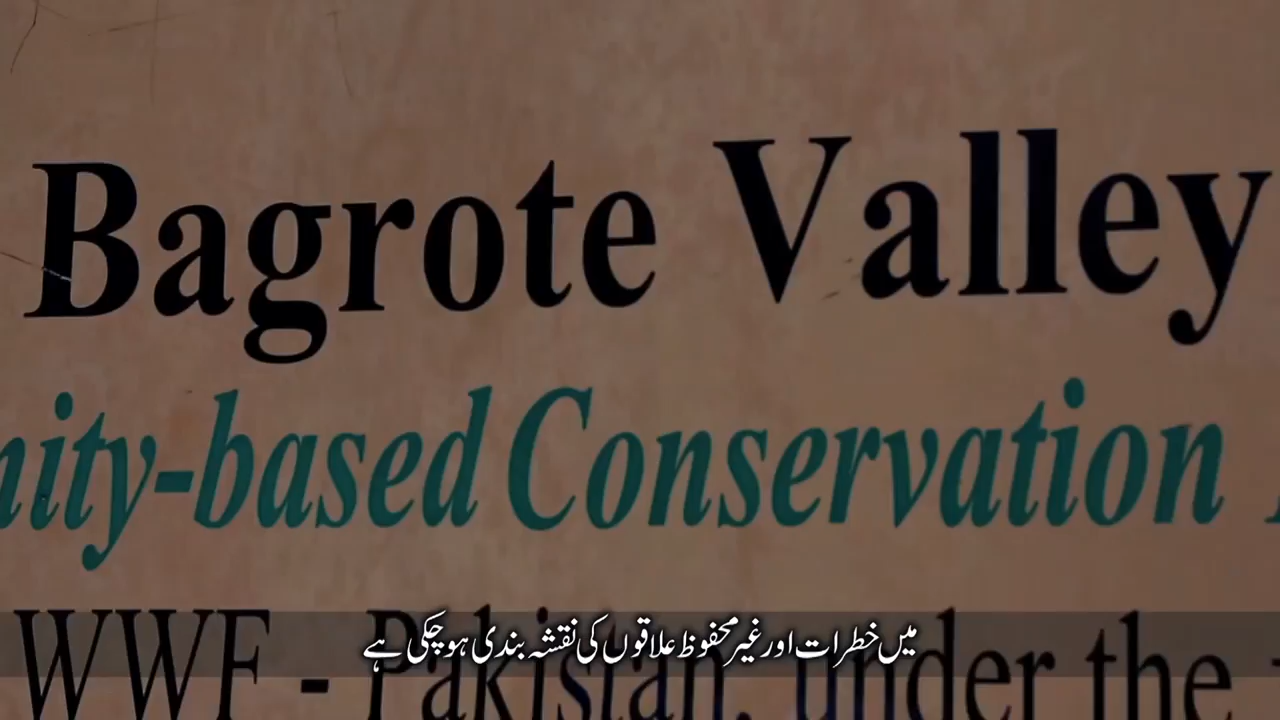 Bagrote Valley
nity-based Conservation
WWF - Pakistan, under the
میں خطرات اور غیر محفوظ علاقوں کی نقشہ بندی ہو چکی ہے